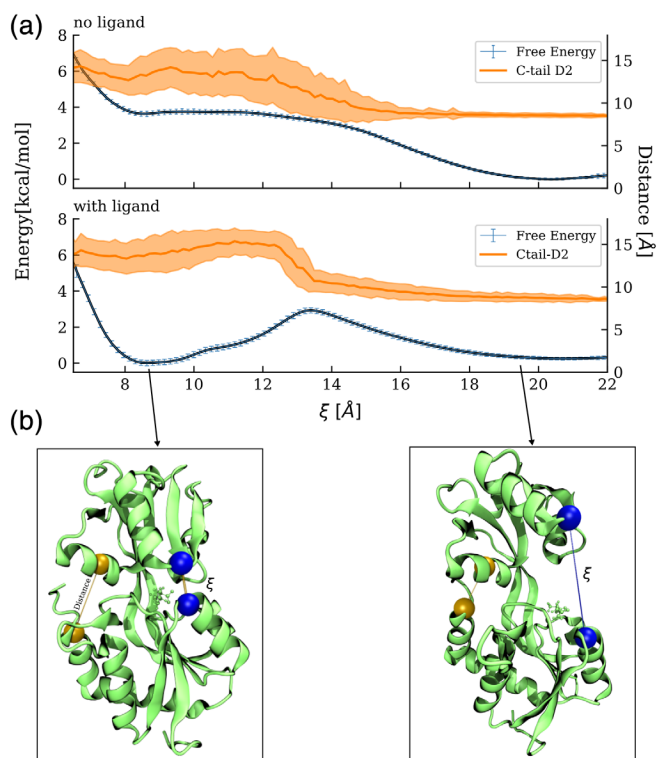 (a)
no ligand
8
6
4
2
0
Free Energy
C-tail D2
15
10
5
0
with ligand
8
6
4
2
0
Free Energy
Ctail-D2
15
10
5
0
Energy[kcal/mol]
Distance [Å]
8 10 12 14 16 18 20 22
ξ [Å]
(b)
Distance
ξ
ξ